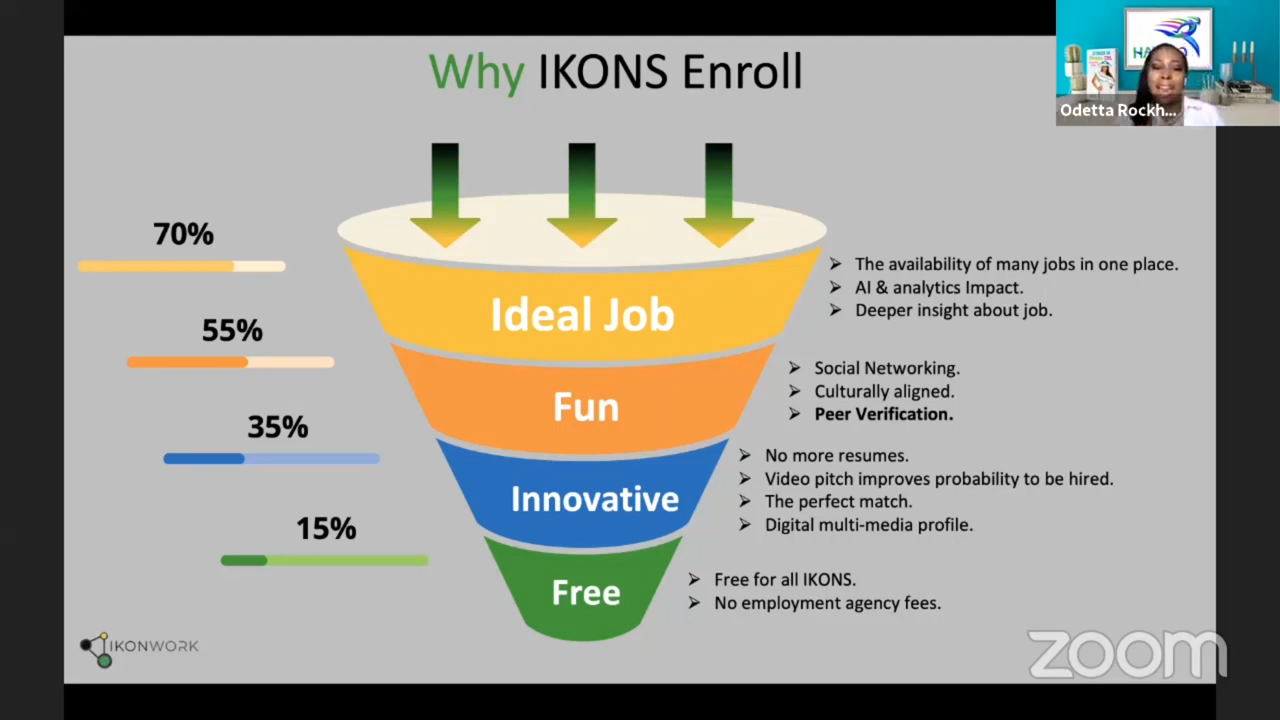 Why IKONS Enroll
Odetta Rockh...
70%
Ideal Job
➢ The availability of many jobs in one place.
➢ AI & analytics Impact.
➢ Deeper insight about job.
55%
Fun
➢ Social Networking.
➢ Culturally aligned.
➢ Peer Verification.
35%
Innovative
➢ No more resumes.
➢ Video pitch improves probability to be hired.
➢ The perfect match.
➢ Digital multi-media profile.
15%
Free
➢ Free for all IKONS.
➢ No employment agency fees.
IKONWORK
zoom